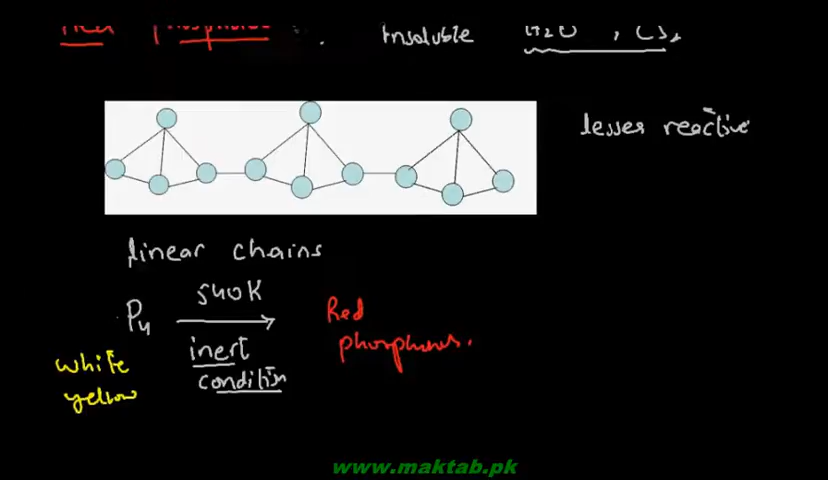 Red phosphorus . Insoluble H2O , CS2
lesser reactive
linear chains
P4 540K Red
inert phosphorus.
white condition
yellow
www.maktab.pk